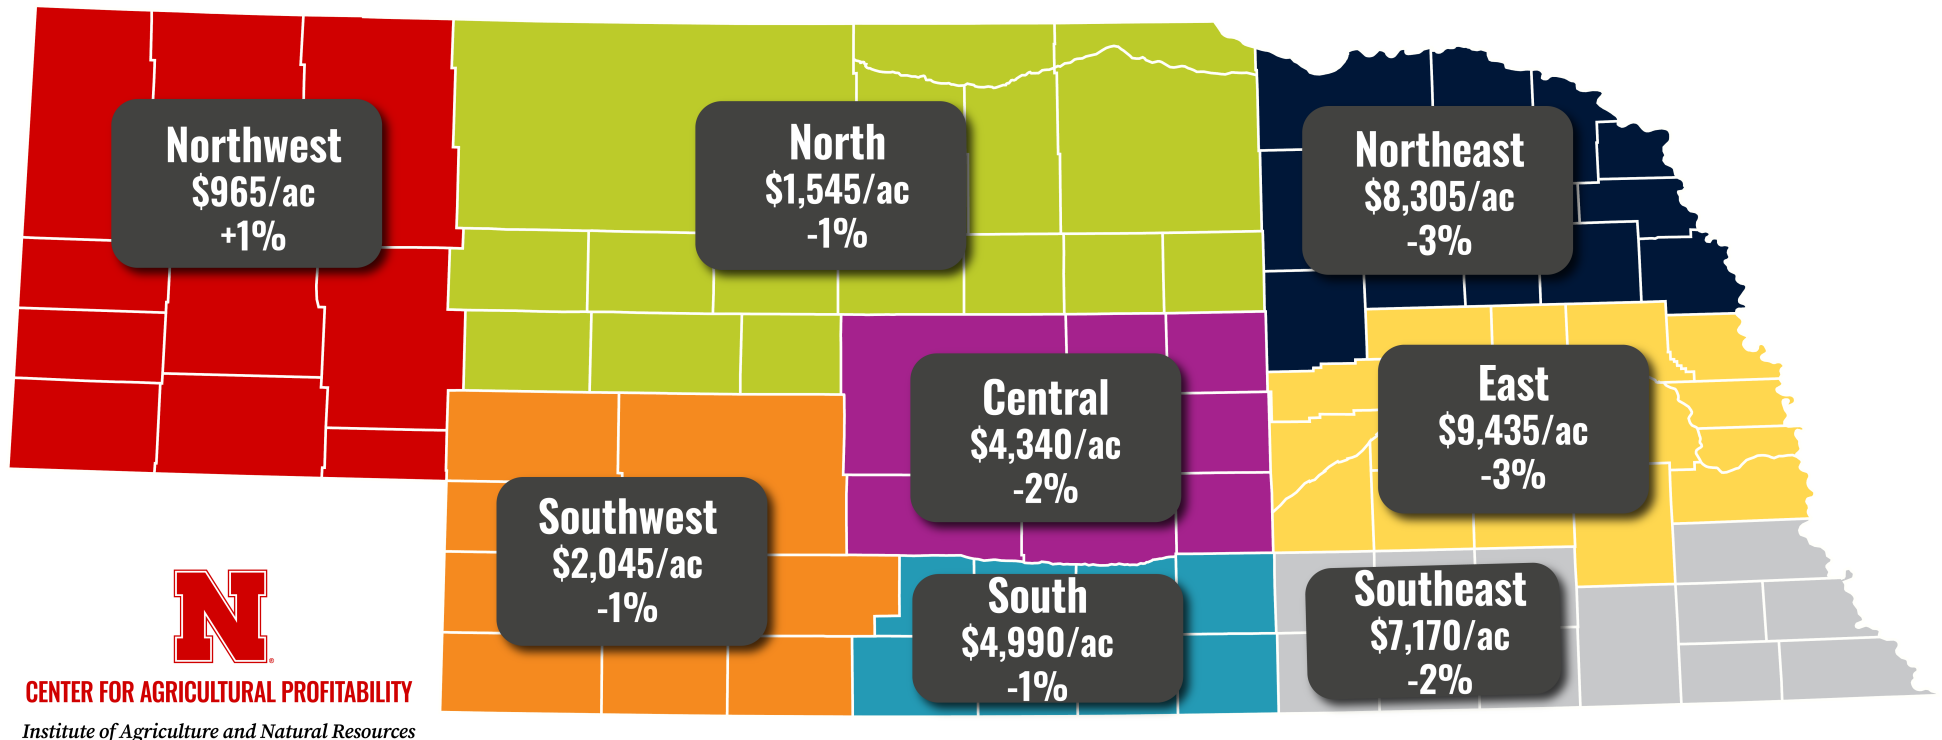 Northwest
$965/ac
+1%
North
$1,545/ac
-1%
Northeast
$8,305/ac
-3%
Central
$4,340/ac
-2%
East
$9,435/ac
-3%
Southwest
$2,045/ac
-1%
South
$4,990/ac
-1%
Southeast
$7,170/ac
-2%
N
®
CENTER FOR AGRICULTURAL PROFITABILITY
Institute of Agriculture and Natural Resources